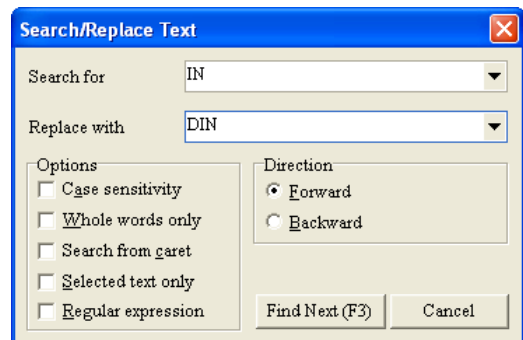 Search/Replace Text
Search for IN
Replace with DIN
Options
Case sensitivity
Whole words only
Search from caret
Selected text only
Regular expression
Direction
Forward
Backward
Find Next (F3) Cancel